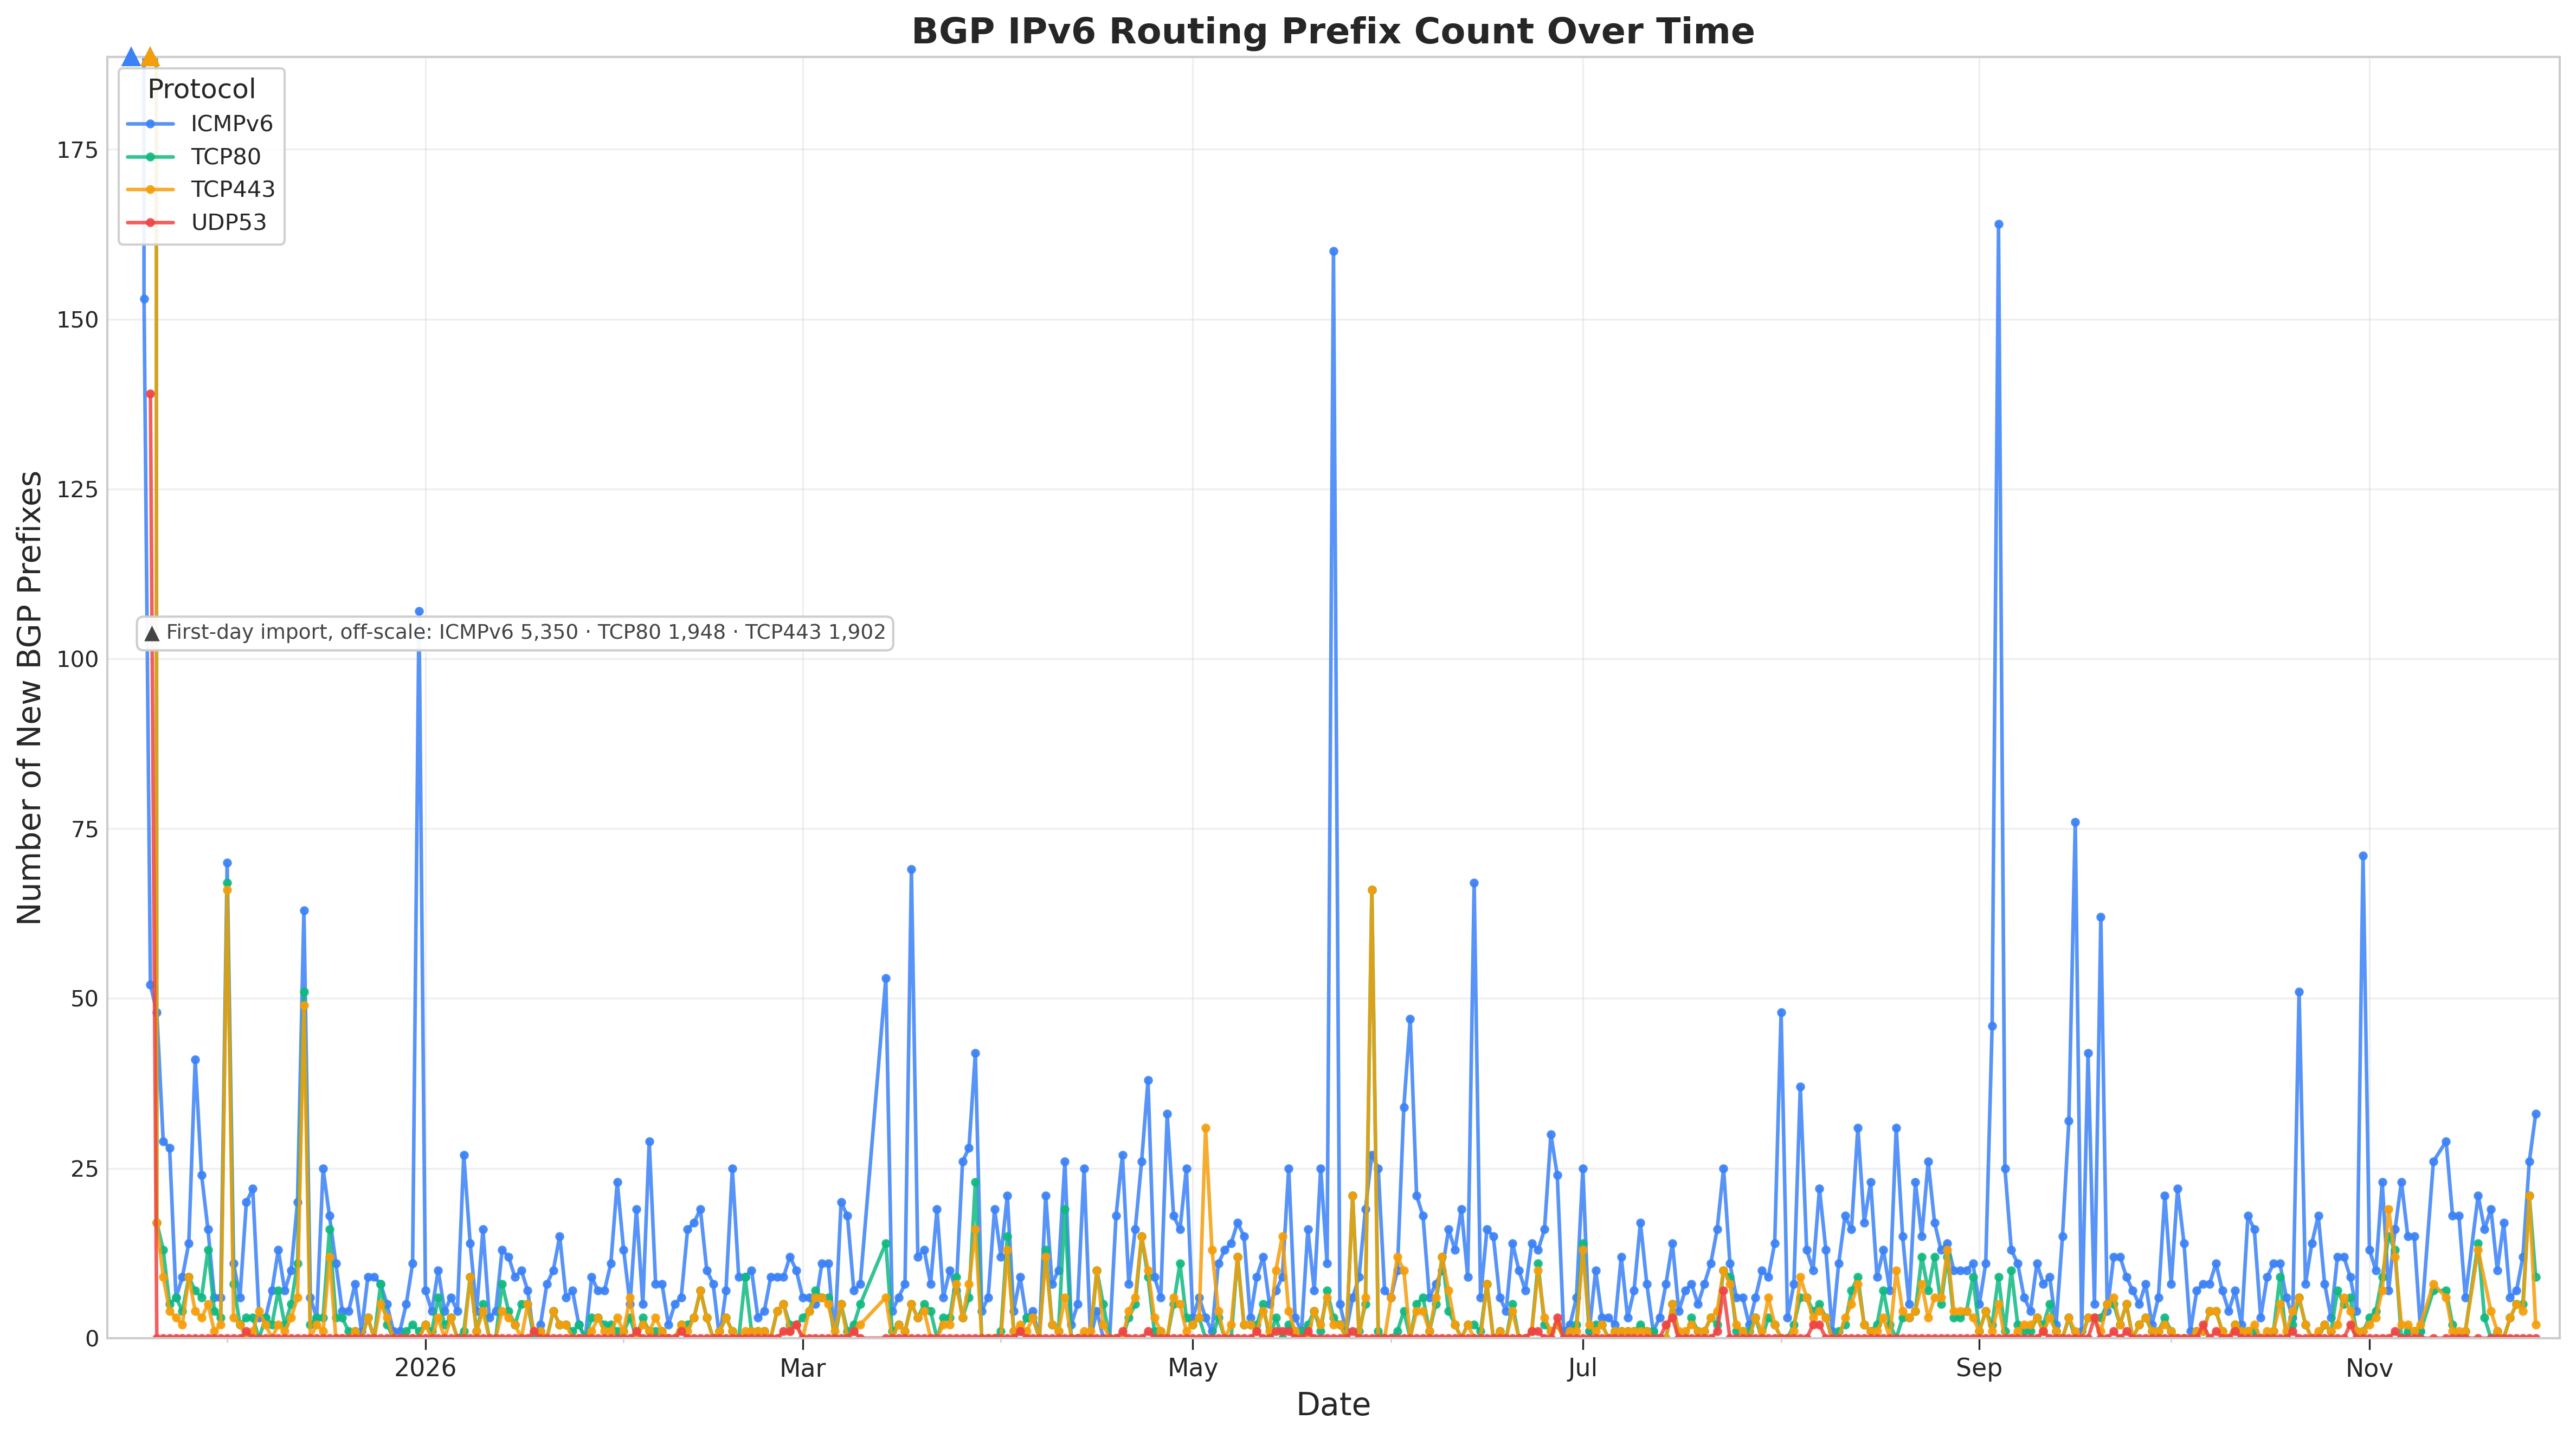 BGP IPv6 Routing Prefix Count Over Time
Protocol
ICMPv6
TCP80
TCP443
UDP53
175
150
125
100
75
50
25
0
Number of New BGP Prefixes
▲ First-day import, off-scale: ICMPv6 5,350 · TCP80 1,948 · TCP443 1,902
2026
Mar
May
Jul
Sep
Nov
Date